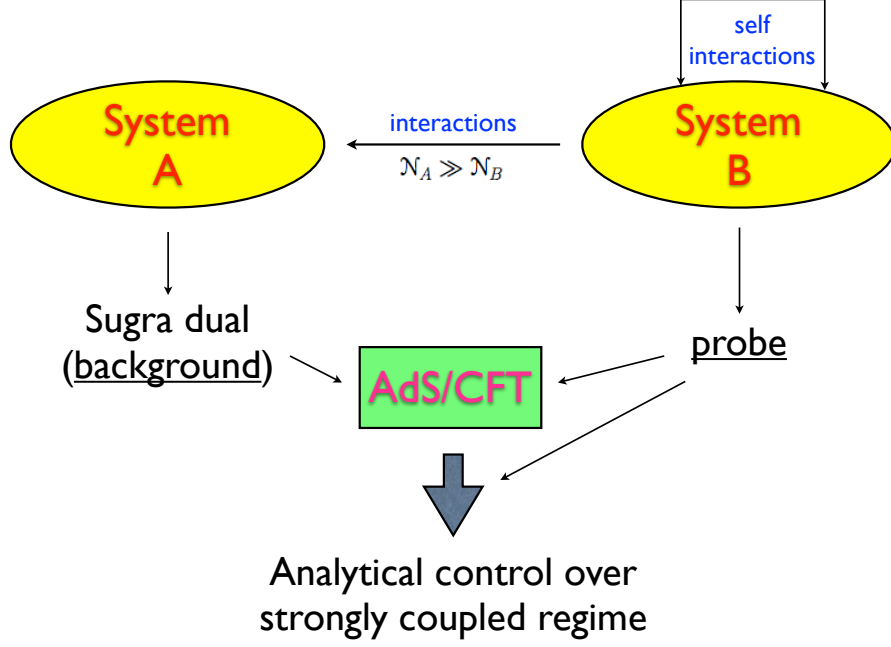 self
interactions
System
A
interactions
𝒩_A ≫ 𝒩_B
System
B
Sugra dual
(background)
probe
AdS/CFT
Analytical control over
strongly coupled regime